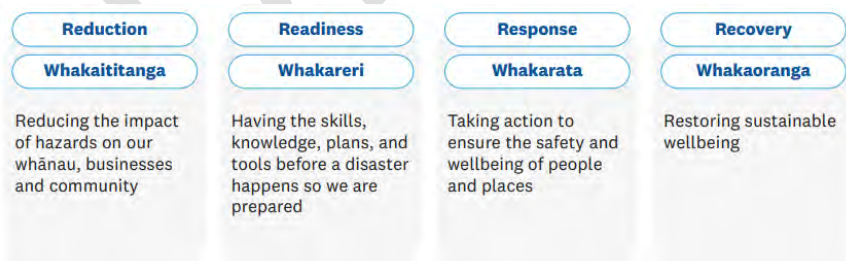 Reduction
Whakaititanga
Reducing the impact
of hazards on our
whānau, businesses
and community
Readiness
Whakareri
Having the skills,
knowledge, plans, and
tools before a disaster
happens so we are
prepared
Response
Whakarata
Taking action to
ensure the safety and
wellbeing of people
and places
Recovery
Whakaoranga
Restoring sustainable
wellbeing